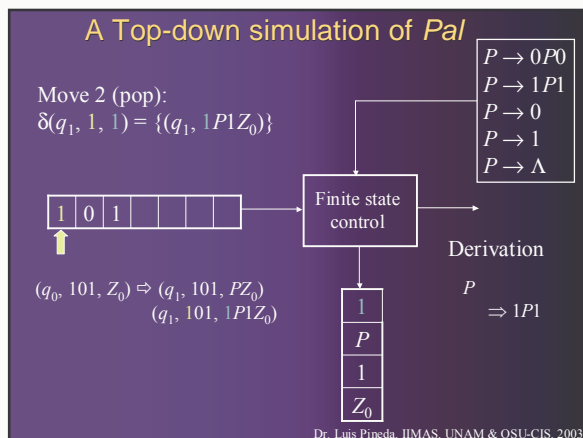 A Top-down simulation of Pal
Move 2 (pop):
δ(q₁, 1, 1) = {(q₁, 1P1Z₀)}
P → 0P0
P → 1P1
P → 0
P → 1
P → Λ
1 0 1
Finite state
control
Derivation
P
⇒ 1P1
(q₀, 101, Z₀) ⇨ (q₁, 101, PZ₀)
(q₁, 101, 1P1Z₀)
1
P
1
Z₀
Dr. Luis Pineda, IIMAS, UNAM & OSU-CIS, 2003